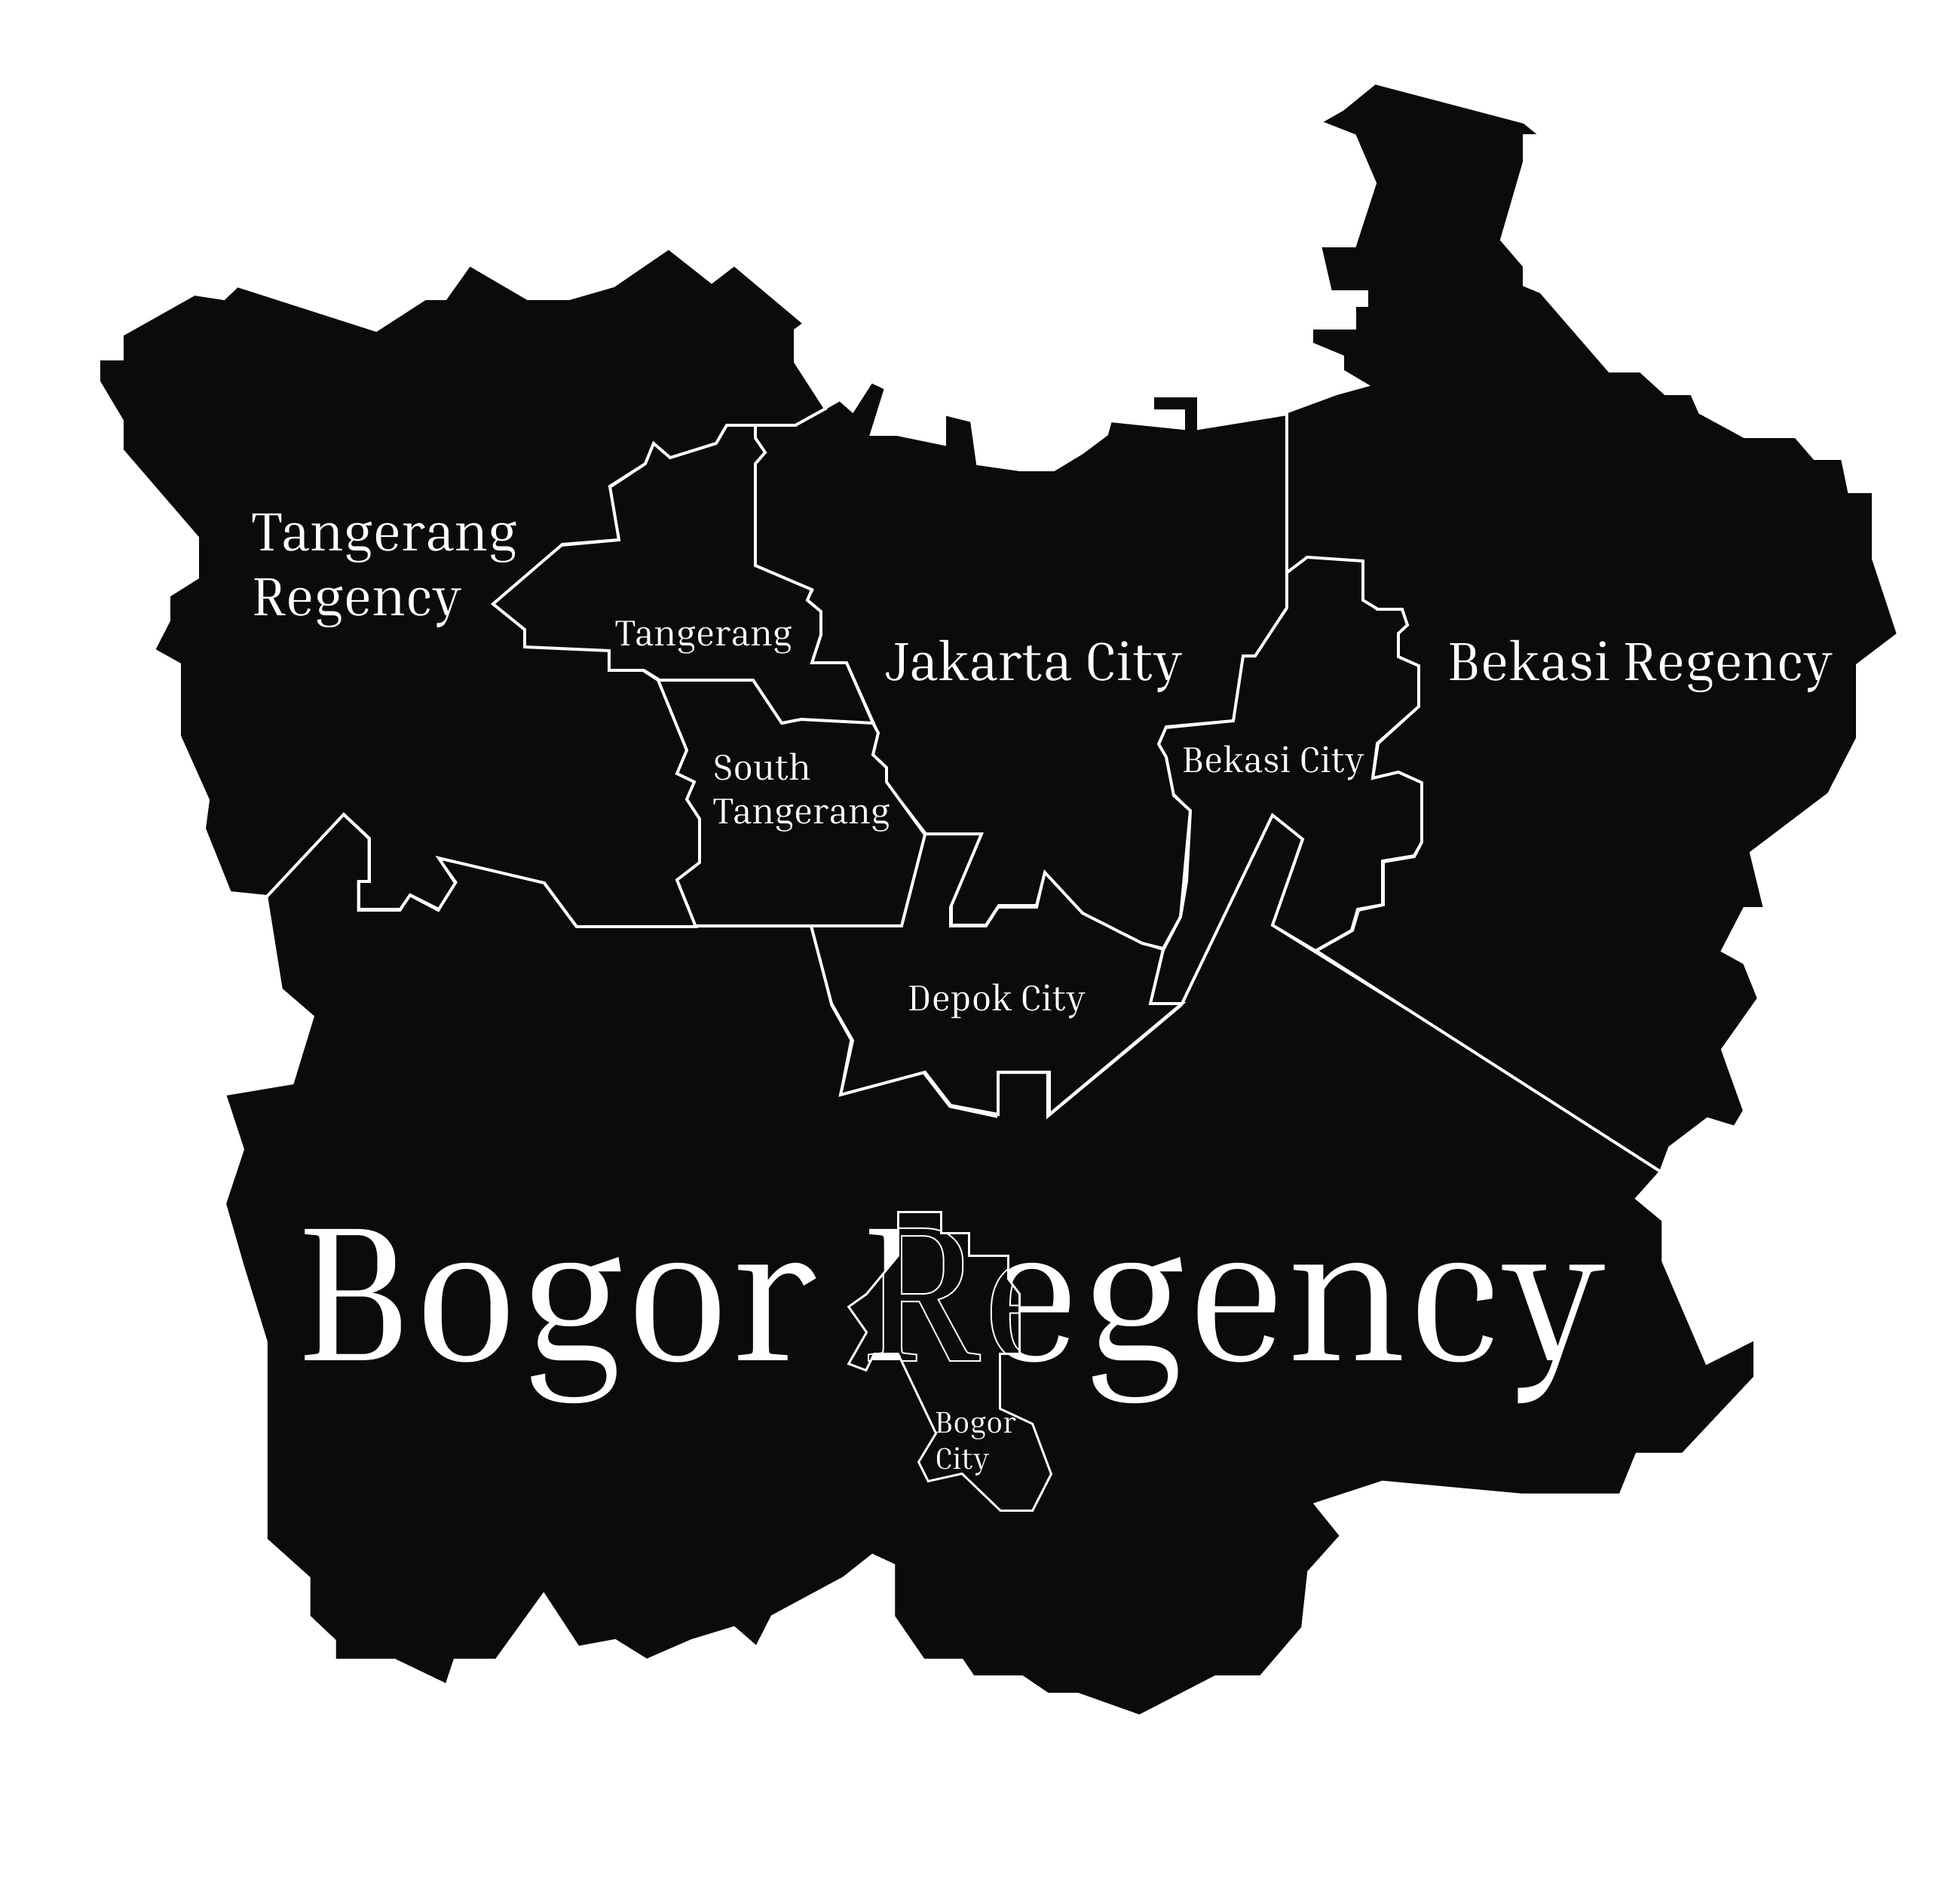 Tangerang
Regency
Tangerang
Jakarta City
Bekasi Regency
South
Tangerang
Bekasi City
Depok City
Bogor Regency
Bogor
City